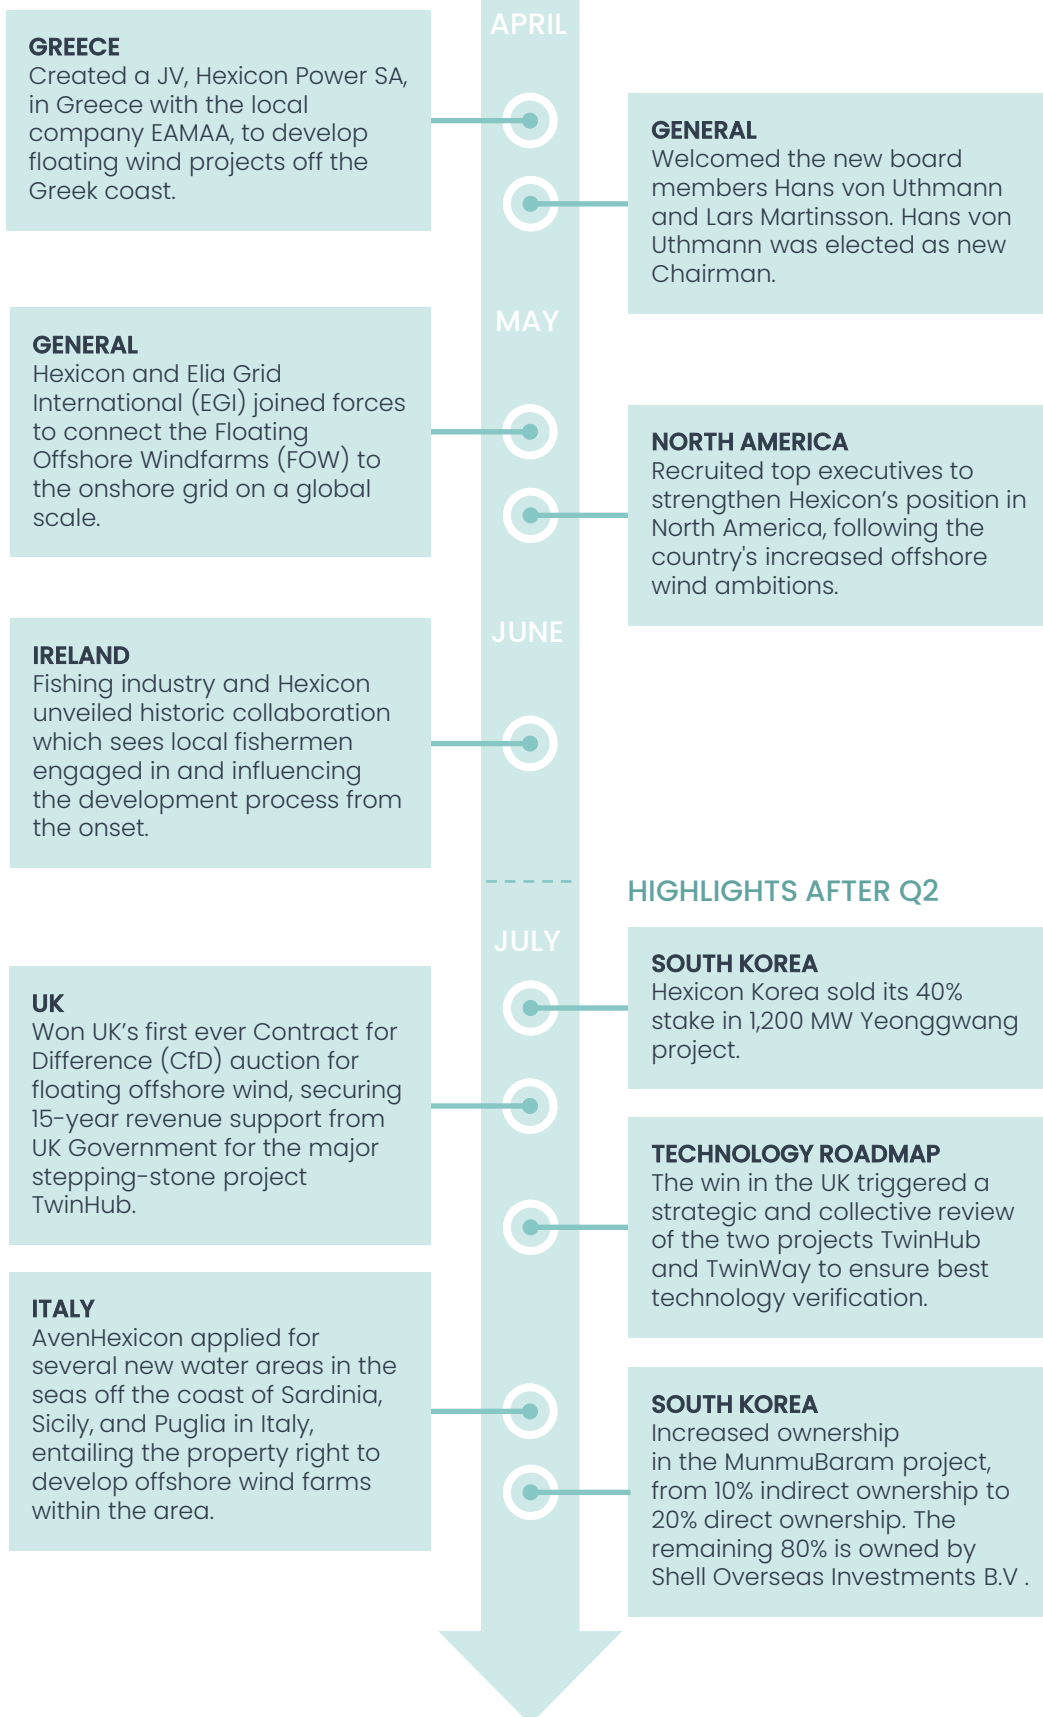 APRIL
GREECE
Created a JV, Hexicon Power SA,
in Greece with the local
company EAMAA, to develop
floating wind projects off the
Greek coast.
GENERAL
Welcomed the new board
members Hans von Uthmann
and Lars Martinsson. Hans von
Uthmann was elected as new
Chairman.
MAY
GENERAL
Hexicon and Elia Grid
International (EGI) joined forces
to connect the Floating
Offshore Windfarms (FOW) to
the onshore grid on a global
scale.
NORTH AMERICA
Recruited top executives to
strengthen Hexicon’s position in
North America, following the
country's increased offshore
wind ambitions.
JUNE
IRELAND
Fishing industry and Hexicon
unveiled historic collaboration
which sees local fishermen
engaged in and influencing
the development process from
the onset.
HIGHLIGHTS AFTER Q2
JULY
SOUTH KOREA
Hexicon Korea sold its 40%
stake in 1,200 MW Yeonggwang
project.
UK
Won UK’s first ever Contract for
Difference (CfD) auction for
floating offshore wind, securing
15-year revenue support from
UK Government for the major
stepping-stone project
TwinHub.
TECHNOLOGY ROADMAP
The win in the UK triggered a
strategic and collective review
of the two projects TwinHub
and TwinWay to ensure best
technology verification.
ITALY
AvenHexicon applied for
several new water areas in the
seas off the coast of Sardinia,
Sicily, and Puglia in Italy,
entailing the property right to
develop offshore wind farms
within the area.
SOUTH KOREA
Increased ownership
in the MunmuBaram project,
from 10% indirect ownership to
20% direct ownership. The
remaining 80% is owned by
Shell Overseas Investments B.V .